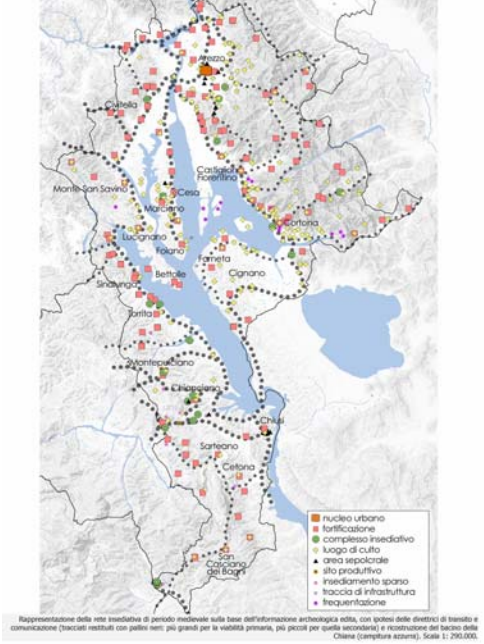 Arezzo
Civitella
Castiglion
Fiorentino
Monte San Savino
Cesa
Marciano
Cortona
Lucignano
Foiano
Farneta
Bettolle
Cignano
Sinalunga
Torrita
Montepulciano
Chianciano
Chiusi
Sarteano
Cetona
San
Casciano
dei Bagni
nucleo urbano
fortificazione
complesso insediativo
luogo di culto
area sepolcrale
sito produttivo
insediamento sparso
traccia di infrastruttura
frequentazione
Rappresentazione della rete insediativa di periodo medievale sulla base dell'informazione archeologica edita, con ipotesi delle direttrici di transito e
comunicazione (tracciati restituiti con pallini neri: più grandi per la viabilità primaria, più piccoli per quella secondaria) e ricostruzione del bacino della
Chiana (campitura azzurra). Scala 1: 290.000.